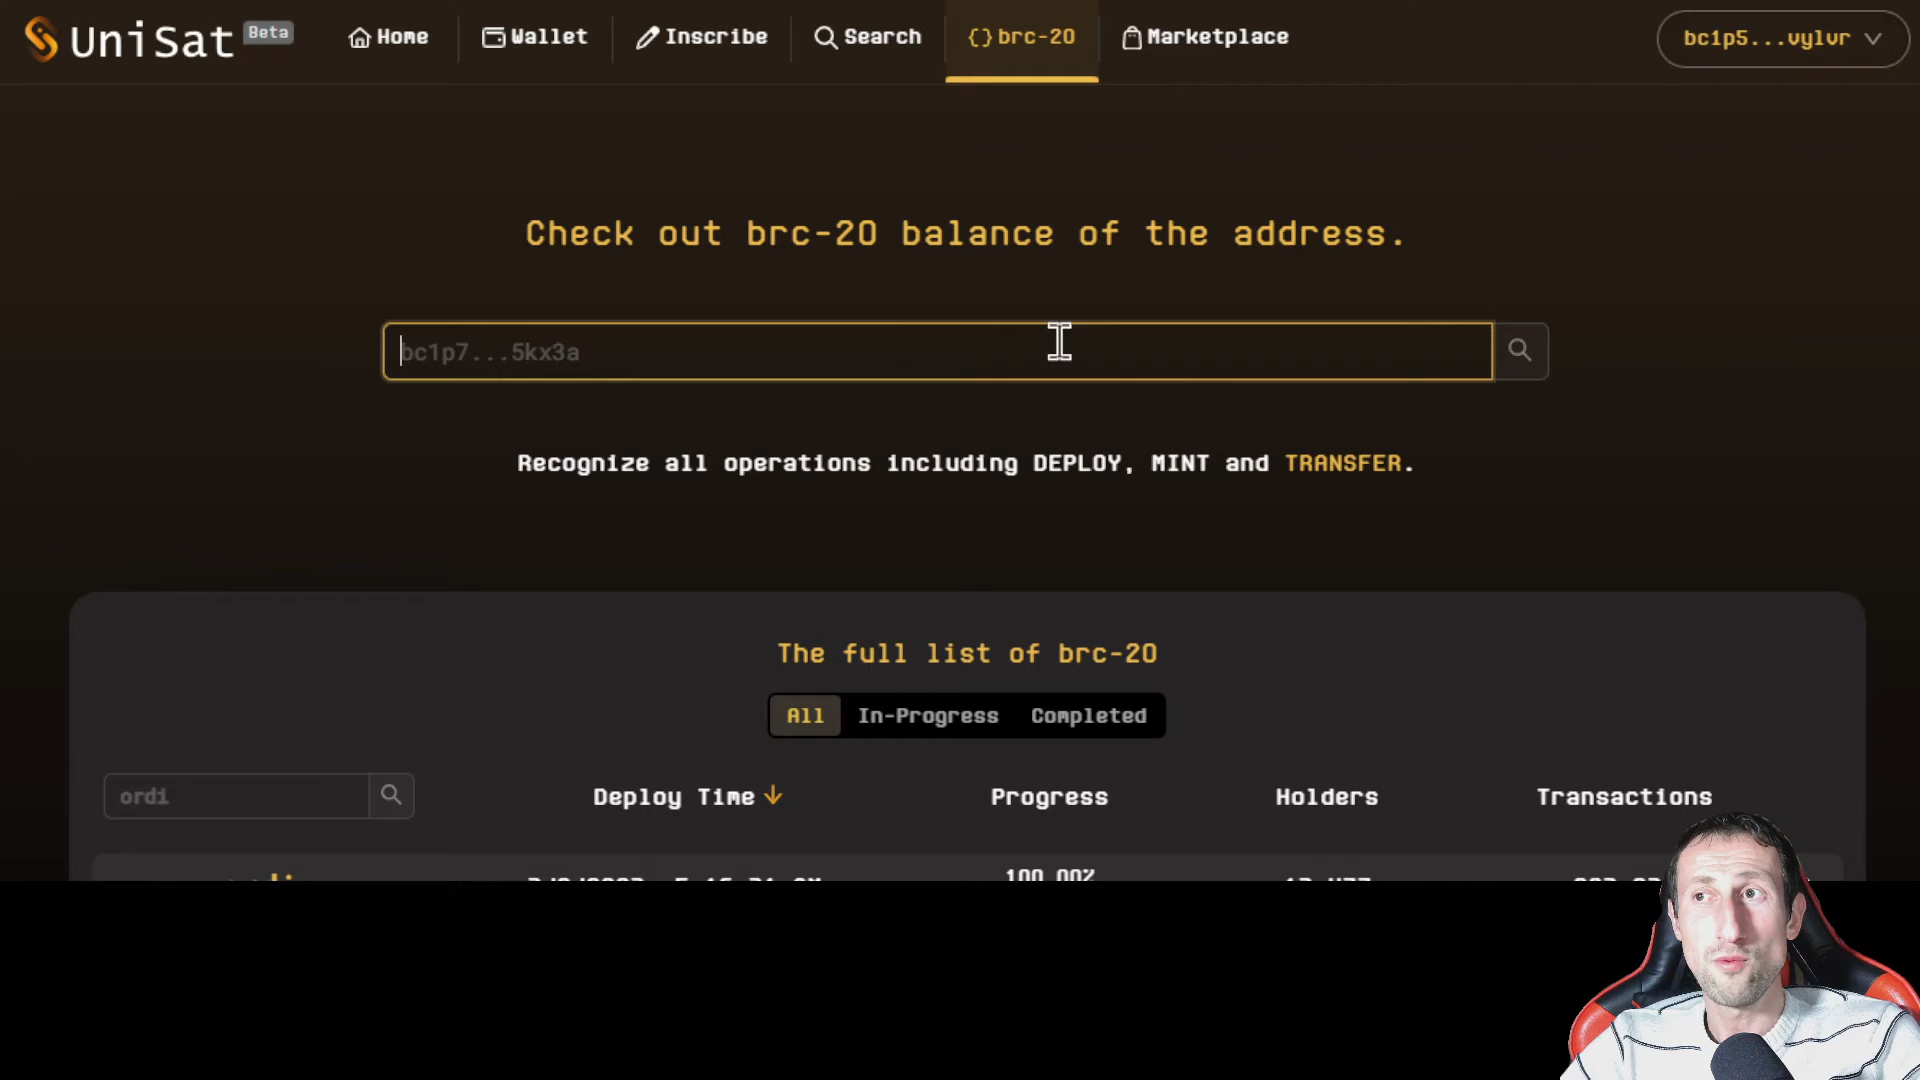 UniSat Beta Home Wallet Inscribe Search brc-20 Marketplace bc1p5...vylvr
Check out brc-20 balance of the address.
bc1p7...5kx3a
Recognize all operations including DEPLOY, MINT and TRANSFER.
The full list of brc-20
All In-Progress Completed
ordi Deploy Time Progress Holders Transactions
100.00%